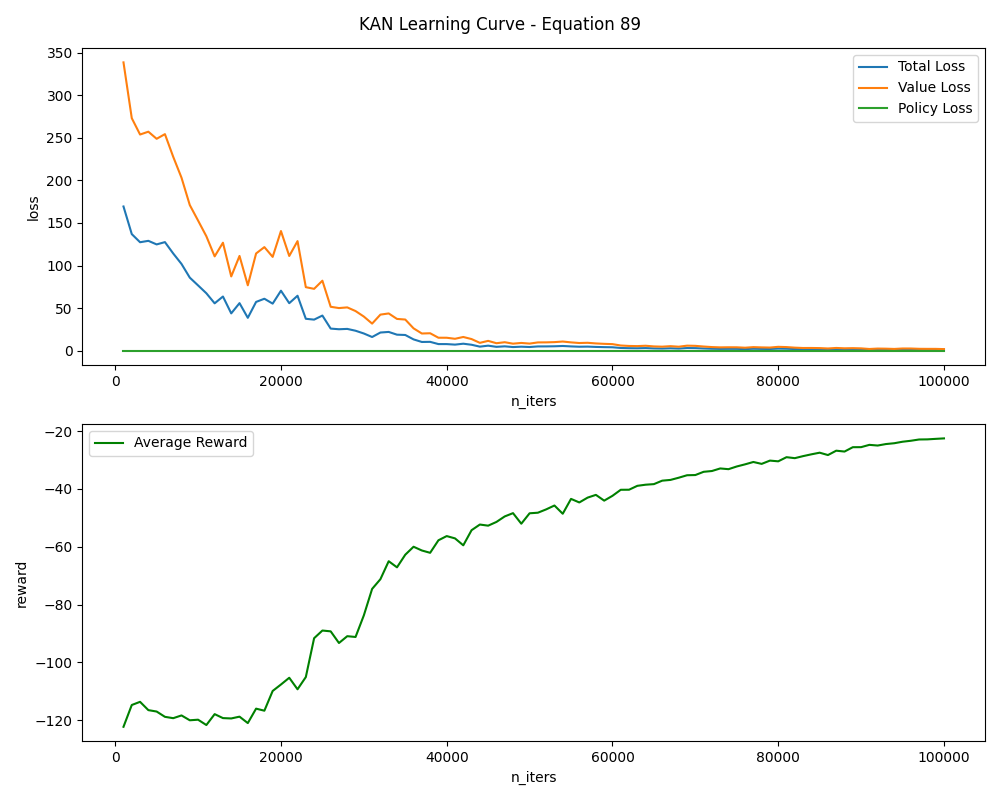 KAN Learning Curve - Equation 89
350
300
250
200
150
100
50
0
loss
Total Loss
Value Loss
Policy Loss
0 20000 40000 60000 80000 100000
n_iters
−20
−40
−60
−80
−100
−120
reward
Average Reward
0 20000 40000 60000 80000 100000
n_iters